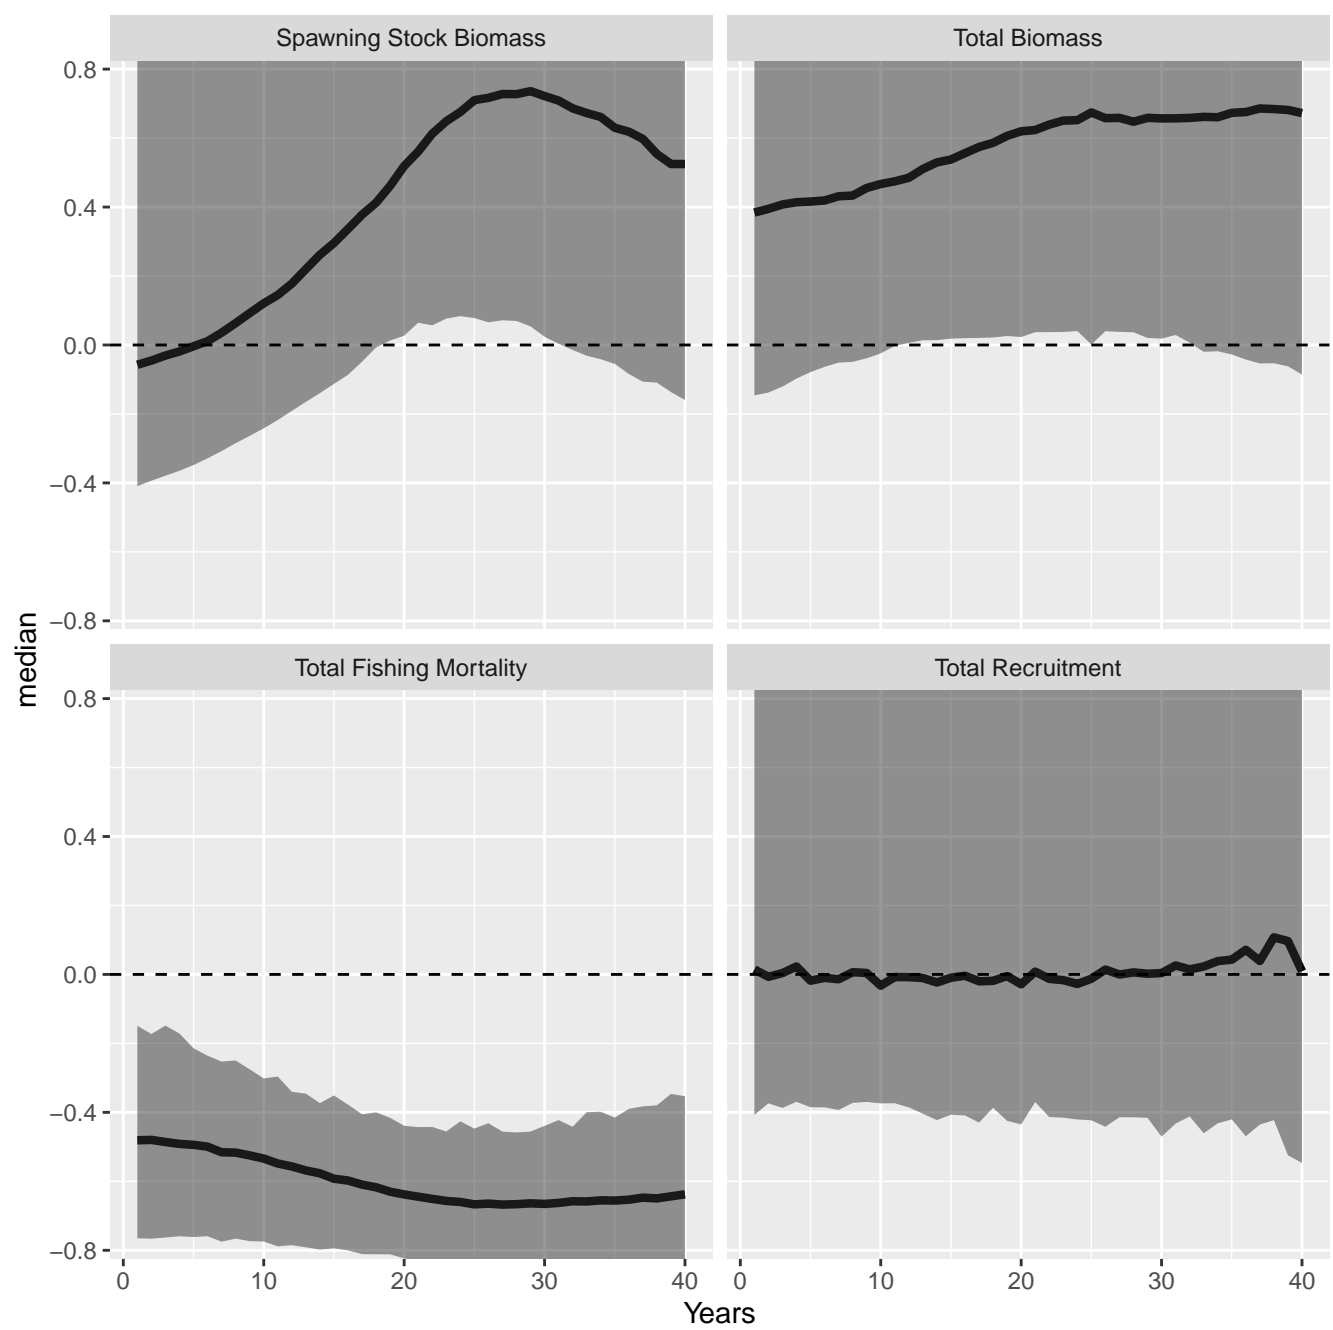 Spawning Stock Biomass
Total Biomass
0.8
0.4
0.0
−0.4
−0.8
median
Total Fishing Mortality
Total Recruitment
0.8
0.4
0.0
−0.4
−0.8
0 10 20 30 40
0 10 20 30 40
Years